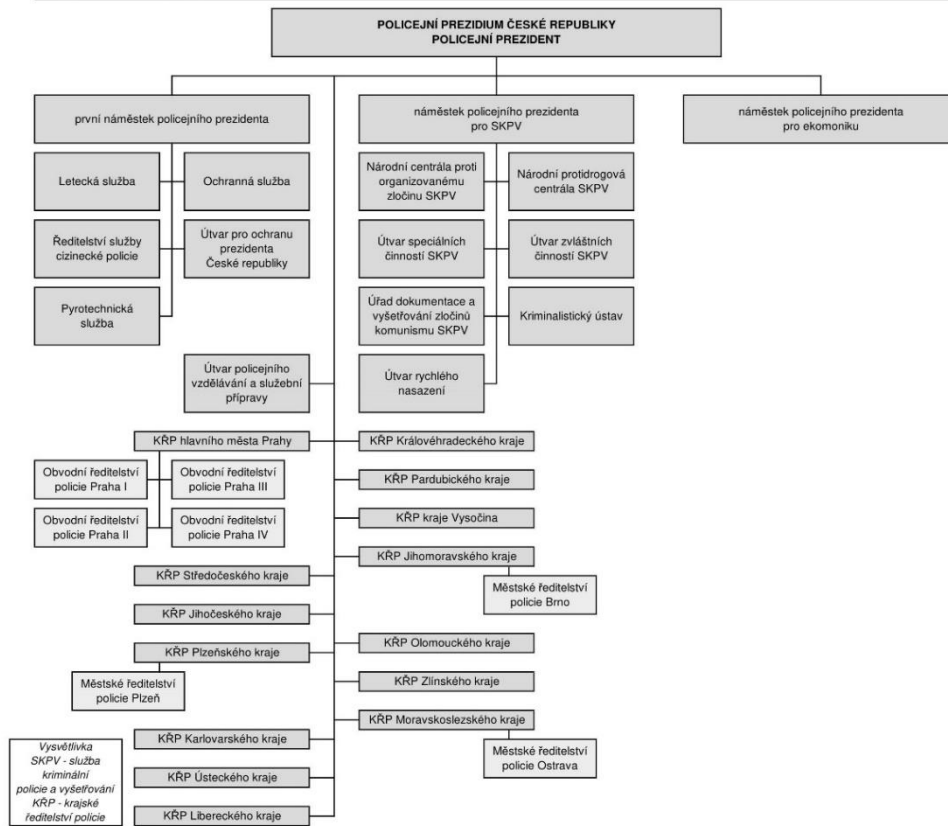 POLICEJNÍ PREZIDIUM ČESKÉ REPUBLIKY
POLICEJNÍ PREZIDENT
první náměstek policejního prezidenta
náměstek policejního prezidenta
pro SKPV
náměstek policejního prezidenta
pro ekomoniku
Letecká služba
Ochranná služba
Ředitelství služby
cizinecké policie
Útvar pro ochranu
prezidenta
České republiky
Pyrotechnická
služba
Národní centrála proti
organizovanému
zločinu SKPV
Národní protidrogová
centrála SKPV
Útvar speciálních
činností SKPV
Útvar zvláštních
činností SKPV
Úřad dokumentace a
vyšetřování zločinů
komunismu SKPV
Kriminalistický ústav
Útvar rychlého
nasazení
Útvar policejního
vzdělávání a služební
přípravy
KŘP hlavního města Prahy
Obvodní ředitelství
policie Praha I
Obvodní ředitelství
policie Praha III
Obvodní ředitelství
policie Praha II
Obvodní ředitelství
policie Praha IV
KŘP Středočeského kraje
KŘP Jihočeského kraje
KŘP Plzeňského kraje
Městské ředitelství
policie Plzeň
KŘP Karlovarského kraje
KŘP Ústeckého kraje
KŘP Libereckého kraje
KŘP Královéhradeckého kraje
KŘP Pardubického kraje
KŘP kraje Vysočina
KŘP Jihomoravského kraje
Městské ředitelství
policie Brno
KŘP Olomouckého kraje
KŘP Zlínského kraje
KŘP Moravskoslezského kraje
Městské ředitelství
policie Ostrava
Vysvětlivka
SKPV - služba
kriminální
policie a vyšetřování
KŘP - krajské
ředitelství policie